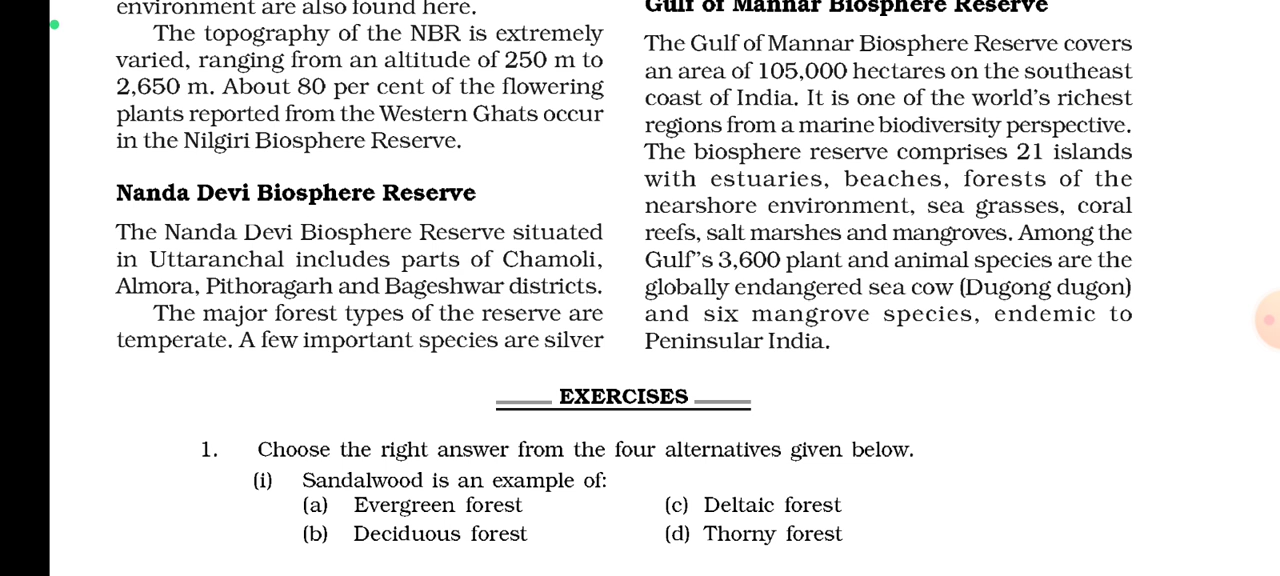 environment are also found here.
The topography of the NBR is extremely
varied, ranging from an altitude of 250 m to
2,650 m. About 80 per cent of the flowering
plants reported from the Western Ghats occur
in the Nilgiri Biosphere Reserve.
Nanda Devi Biosphere Reserve
The Nanda Devi Biosphere Reserve situated
in Uttaranchal includes parts of Chamoli,
Almora, Pithoragarh and Bageshwar districts.
The major forest types of the reserve are
temperate. A few important species are silver
Gulf of Mannar Biosphere Reserve
The Gulf of Mannar Biosphere Reserve covers
an area of 105,000 hectares on the southeast
coast of India. It is one of the world's richest
regions from a marine biodiversity perspective.
The biosphere reserve comprises 21 islands
with estuaries, beaches, forests of the
nearshore environment, sea grasses, coral
reefs, salt marshes and mangroves. Among the
Gulf's 3,600 plant and animal species are the
globally endangered sea cow (Dugong dugon)
and six mangrove species, endemic to
Peninsular India.
EXERCISES
1. Choose the right answer from the four alternatives given below.
(i) Sandalwood is an example of:
(a) Evergreen forest (c) Deltaic forest
(b) Deciduous forest (d) Thorny forest